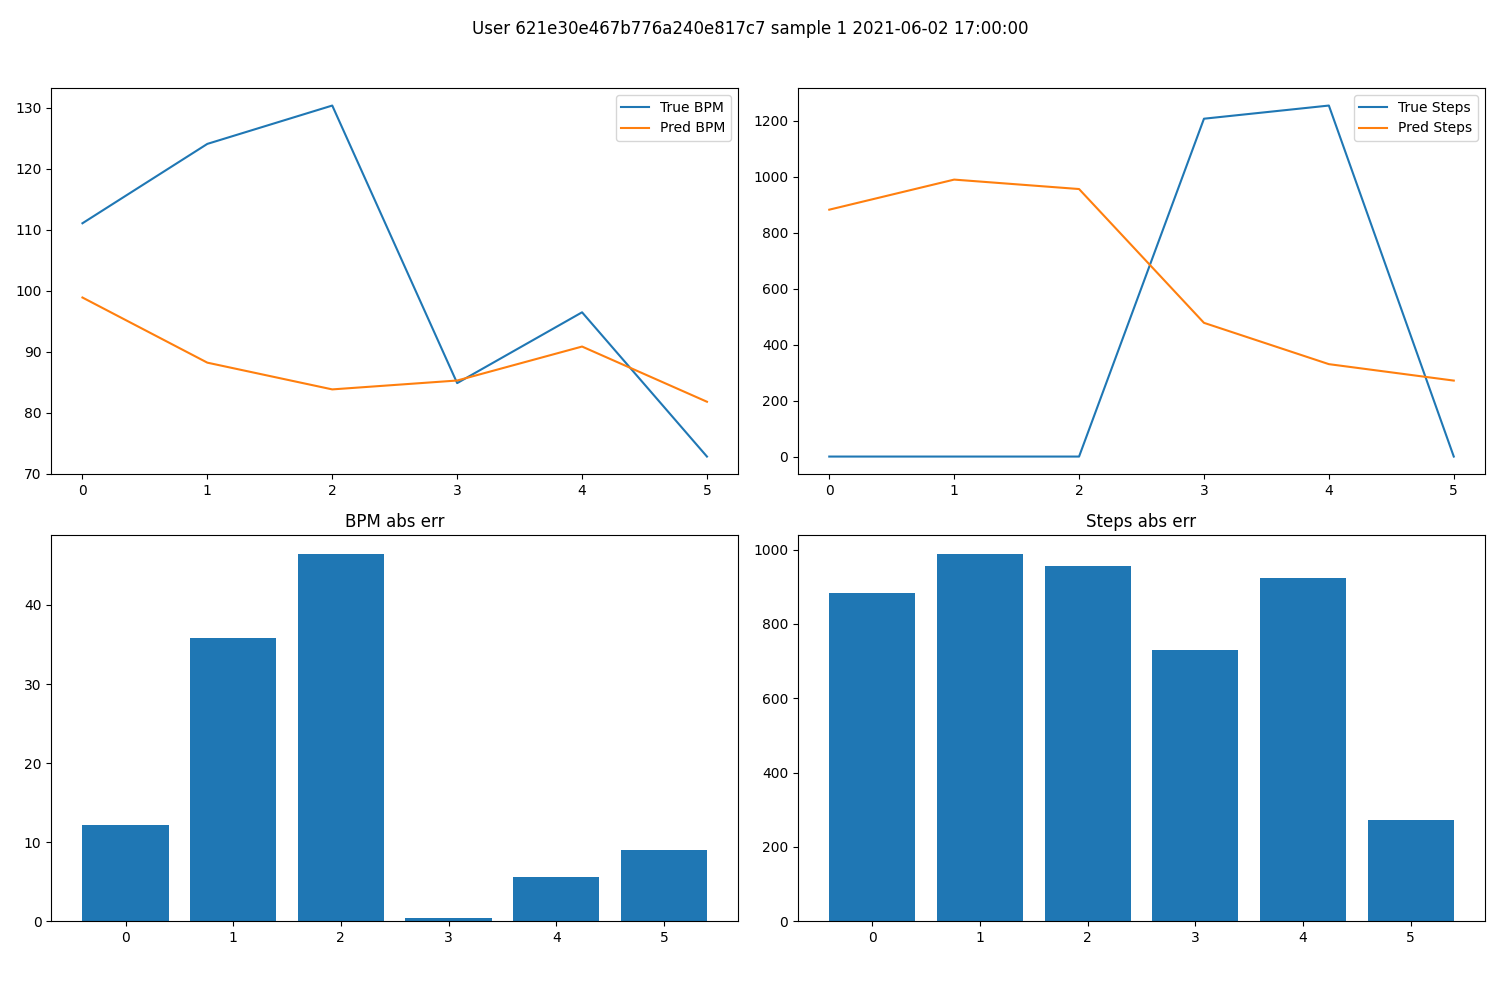 User 621e30e467b776a240e817c7 sample 1 2021-06-02 17:00:00
True BPM
Pred BPM
130
120
110
100
90
80
70
0 1 2 3 4 5
True Steps
Pred Steps
1200
1000
800
600
400
200
0
0 1 2 3 4 5
BPM abs err
40
30
20
10
0
0 1 2 3 4 5
Steps abs err
1000
800
600
400
200
0
0 1 2 3 4 5